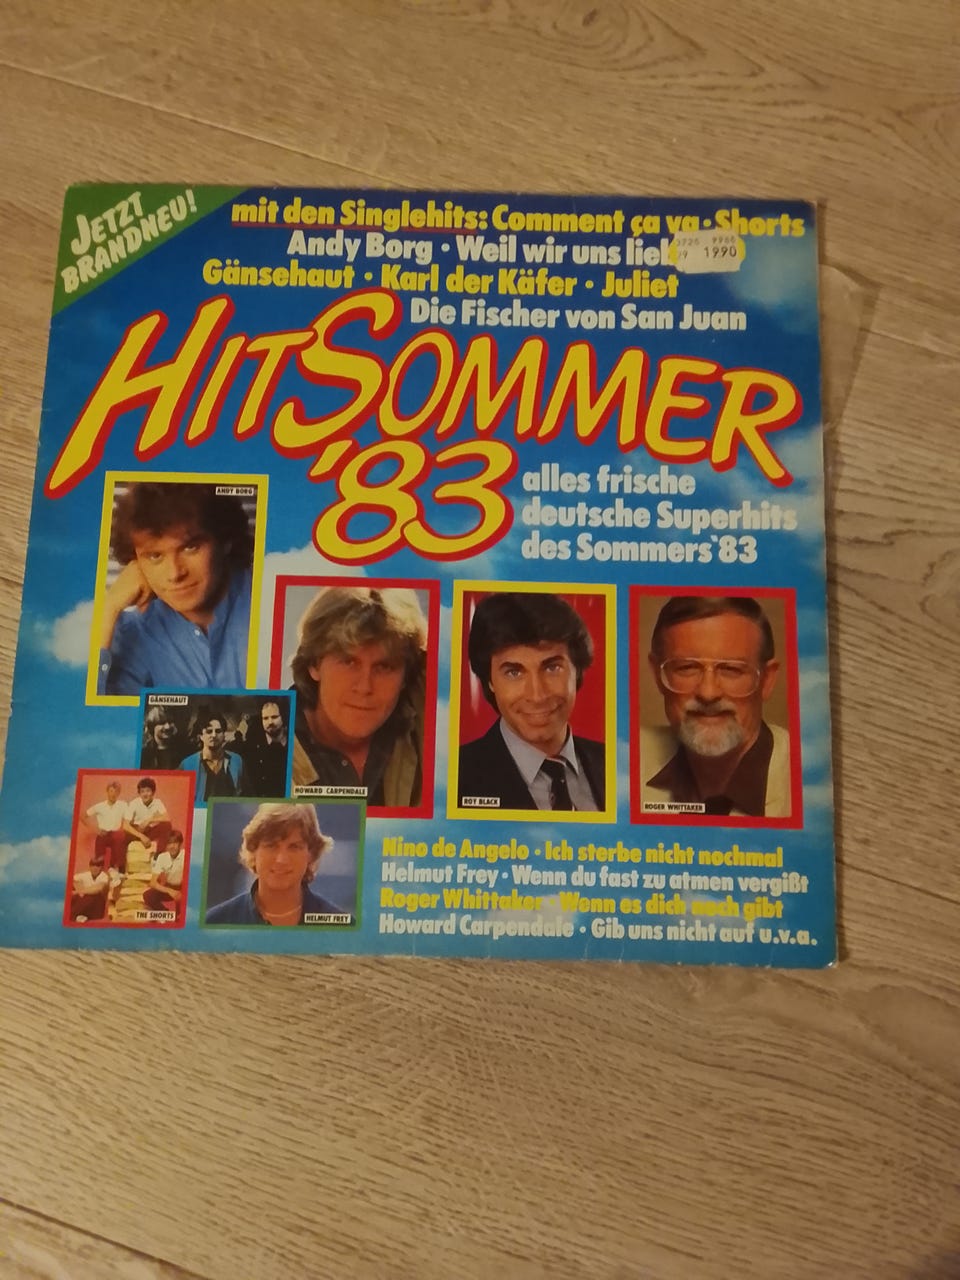 JETZT
BRANDNEU!
mit den Singlehits: Comment ça va · Shorts
Andy Borg · Weil wir uns
1990
Gänsehaut · Karl der Käfer · Juliet
Die Fischer von San Juan
HITSOMMER
'83
alles frische
deutsche Superhits
des Sommers'83
ANDY BORG
GÄNSEHAUT
HOWARD CARPENDALE
ROY BLACK
ROGER WHITTAKER
THE SHORTS
HELMUT FREY
Nino de Angelo · Ich sterbe nicht nochmal
Helmut Frey · Wenn du fast zu atmen vergißt
Roger Whittaker · Wenn es dich noch gibt
Howard Carpendale · Gib uns nicht auf u.v.a.